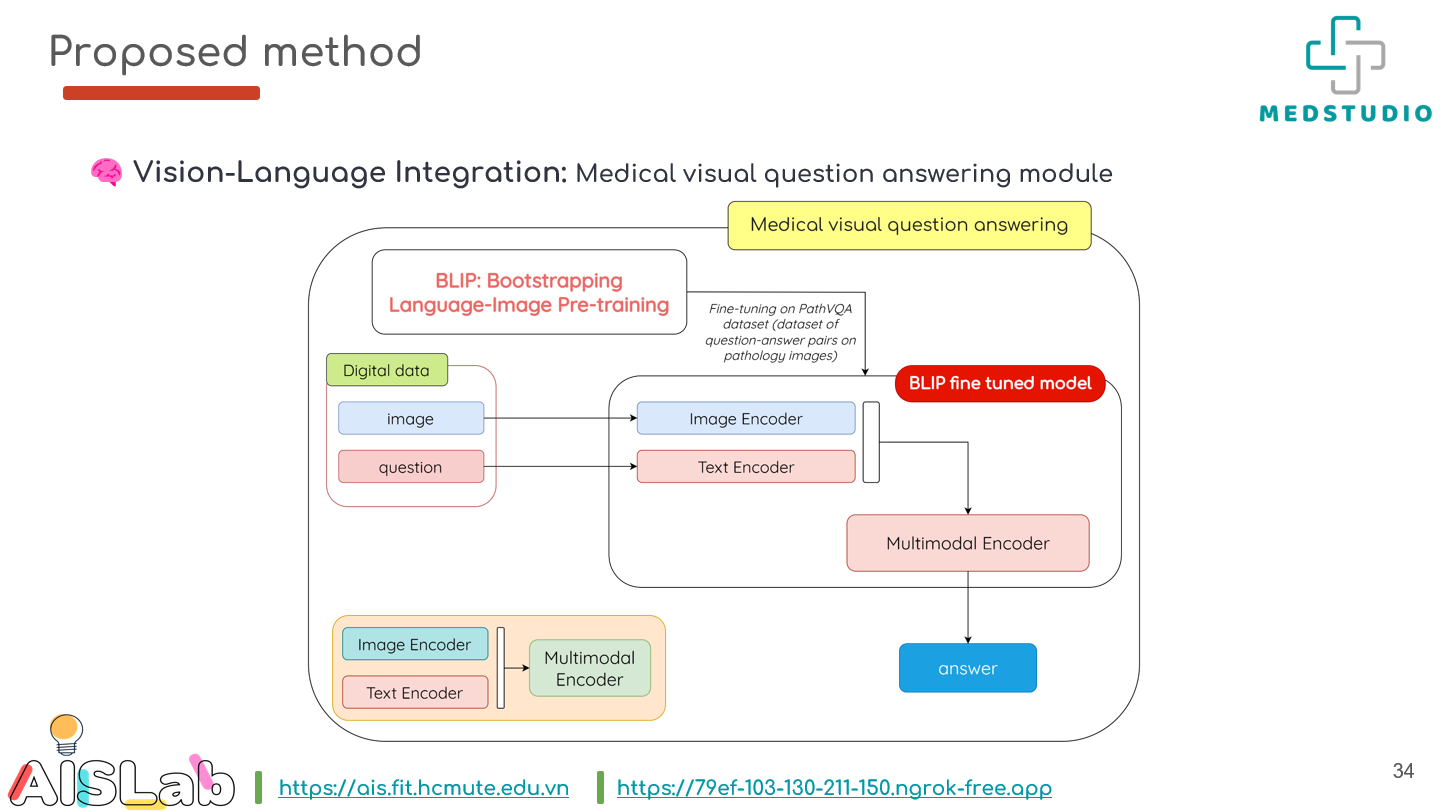 Proposed method
MEDSTUDIO
Vision-Language Integration: Medical visual question answering module
Medical visual question answering
BLIP: Bootstrapping
Language-Image Pre-training
Fine-tuning on PathVQA
dataset (dataset of
question-answer pairs on
pathology images)
Digital data
BLIP fine tuned model
image
Image Encoder
question
Text Encoder
Multimodal Encoder
Image Encoder
Text Encoder
Multimodal
Encoder
answer
AISLab
https://ais.fit.hcmute.edu.vn
https://79ef-103-130-211-150.ngrok-free.app
34